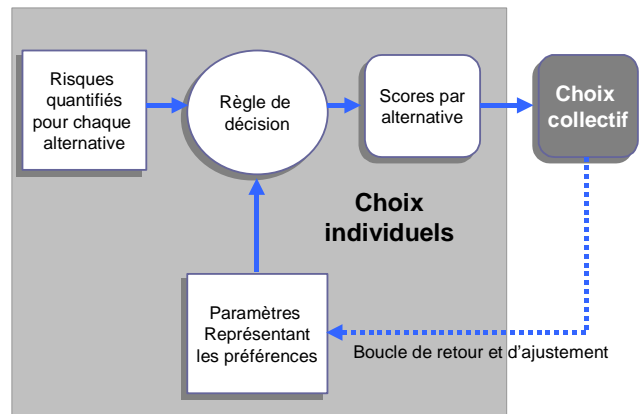 Risques
quantifiés
pour chaque
alternative
Règle de
décision
Scores par
alternative
Choix
collectif
Choix
individuels
Paramètres
Représentant
les préférences
Boucle de retour et d'ajustement